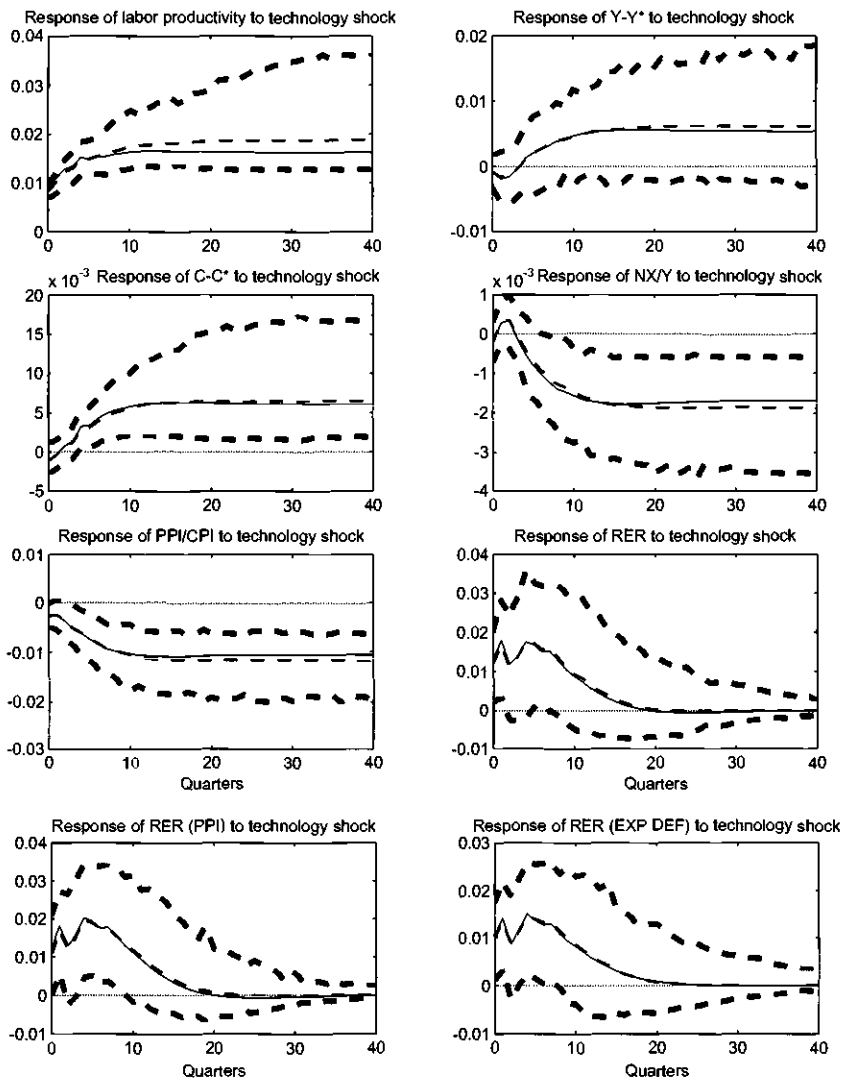 Response of labor productivity to technology shock
0.04
0.03
0.02
0.01
0
0 10 20 30 40
Response of Y-Y* to technology shock
0.02
0.01
0
-0.01
0 10 20 30 40
x 10⁻³ Response of C-C* to technology shock
20
15
10
5
0
-5
0 10 20 30 40
x 10⁻³ Response of NX/Y to technology shock
1
0
-1
-2
-3
-4
0 10 20 30 40
Response of PPI/CPI to technology shock
0.01
0
-0.01
-0.02
-0.03
0 10 20 30 40
Quarters
Response of RER to technology shock
0.04
0.03
0.02
0.01
0
-0.01
0 10 20 30 40
Quarters
Response of RER (PPI) to technology shock
0.04
0.03
0.02
0.01
0
-0.01
0 10 20 30 40
Quarters
Response of RER (EXP DEF) to technology shock
0.03
0.02
0.01
0
-0.01
0 10 20 30 40
Quarters